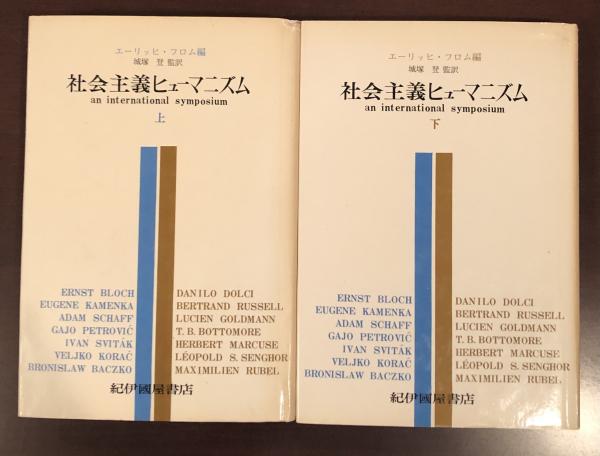 エーリッヒ・フロム編
城塚 登 監訳
社会主義ヒューマニズム
an international symposium
上
ERNST BLOCH
EUGENE KAMENKA
ADAM SCHAFF
GAJO PETROVIĆ
IVAN SVITÁK
VELJKO KORAČ
BRONISLAW BACZKO
DANILO DOLCI
BERTRAND RUSSELL
LUCIEN GOLDMANN
T. B. BOTTOMORE
HERBERT MARCUSE
LÉOPOLD S. SENGHOR
MAXIMILIEN RUBEL
紀伊國屋書店
エーリッヒ・フロム編
城塚 登 監訳
社会主義ヒューマニズム
an international symposium
下
ERNST BLOCH
EUGENE KAMENKA
ADAM SCHAFF
GAJO PETROVIĆ
IVAN SVITÁK
VELJKO KORAČ
BRONISLAW BACZKO
DANILO DOLCI
BERTRAND RUSSELL
LUCIEN GOLDMANN
T. B. BOTTOMORE
HERBERT MARCUSE
LÉOPOLD S. SENGHOR
MAXIMILIEN RUBEL
紀伊國屋書店